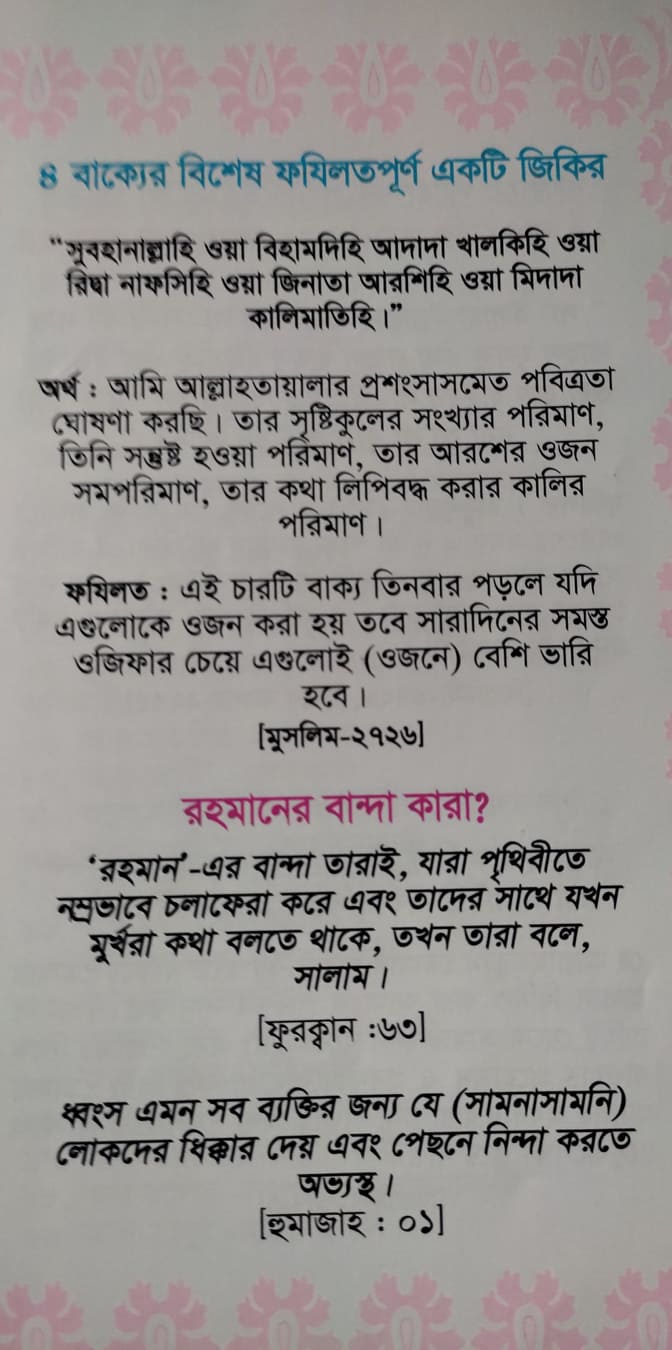 ৪ বাক্যের বিশেষ ফযিলতপূর্ণ একটি জিকির
"সুবহানাল্লাহি ওয়া বিহামদিহি আদাদা খালকিহি ওয়া
রিদ্বা নাফসিহি ওয়া জিনাতা আরশিহি ওয়া মিদাদা
কালিমাতিহি।"
অর্থ : আমি আল্লাহতায়ালার প্রশংসাসমেত পবিত্রতা
ঘোষণা করছি। তার সৃষ্টিকুলের সংখ্যার পরিমাণ,
তিনি সন্তুষ্ট হওয়া পরিমাণ, তার আরশের ওজন
সমপরিমাণ, তার কথা লিপিবদ্ধ করার কালির
পরিমাণ।
ফযিলত : এই চারটি বাক্য তিনবার পড়লে যদি
এগুলোকে ওজন করা হয় তবে সারাদিনের সমস্ত
ওজিফার চেয়ে এগুলোই (ওজনে) বেশি ভারি
হবে।
[মুসলিম-২৭২৬]
রহমানের বান্দা কারা?
'রহমান'-এর বান্দা তারাই, যারা পৃথিবীতে
নম্রভাবে চলাফেরা করে এবং তাদের সাথে যখন
মূর্খরা কথা বলতে থাকে, তখন তারা বলে,
সালাম।
[ফুরক্বান :৬৩]
ধ্বংস এমন সব ব্যক্তির জন্য যে (সামনাসামনি)
লোকদের ধিক্কার দেয় এবং পেছনে নিন্দা করতে
অভ্যস্থ।
[হুমাজাহ : ০১]